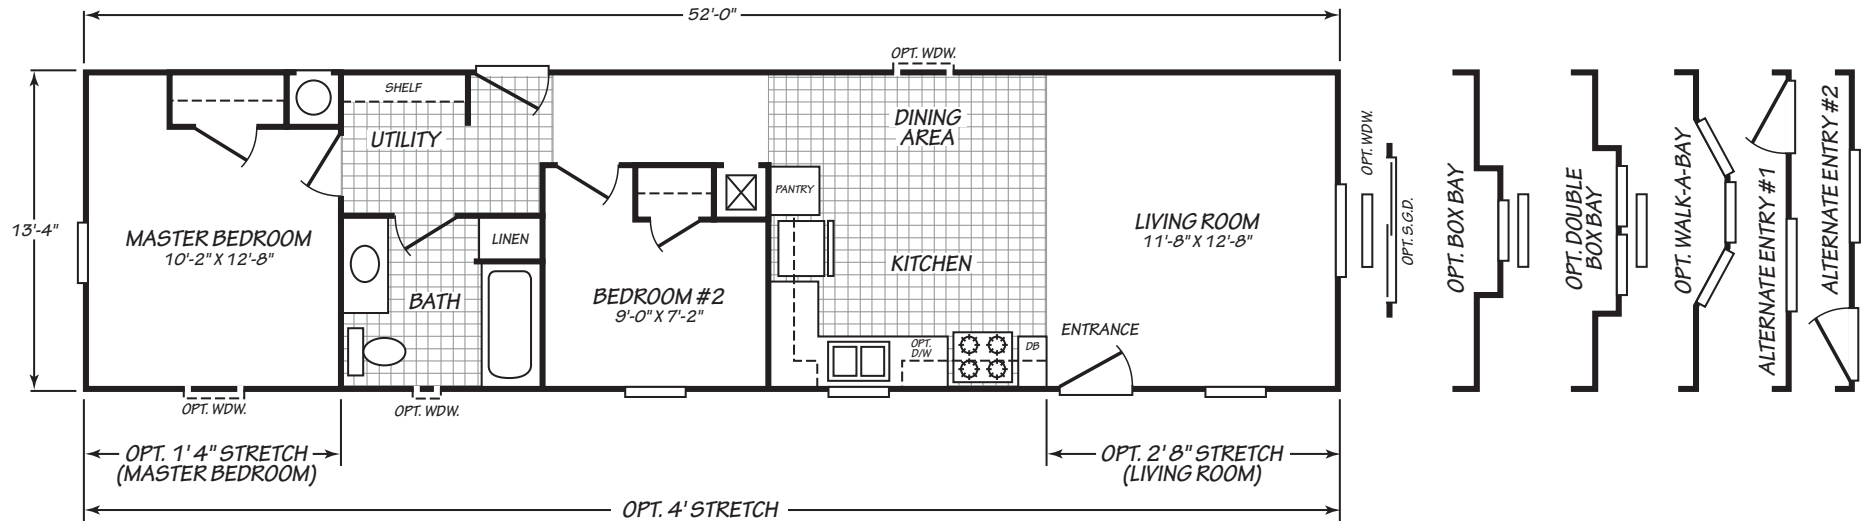 52'-0"
OPT. WDW.
SHELF
UTILITY
DINING
AREA
13'-4"
MASTER BEDROOM
10'-2" X 12'-8"
LINEN
BATH
BEDROOM #2
9'-0" X 7'-2"
PANTRY
KITCHEN
OPT.
D/W
DB
LIVING ROOM
11'-8" X 12'-8"
ENTRANCE
OPT. WDW.
OPT. WDW.
OPT. 1' 4" STRETCH
(MASTER BEDROOM)
OPT. 2' 8" STRETCH
(LIVING ROOM)
OPT. 4' STRETCH
OPT. WDW.
OPT. S.G.D.
OPT. BOX BAY
OPT. DOUBLE
BOX BAY
OPT. WALK-A-BAY
ALTERNATE ENTRY #1
ALTERNATE ENTRY #2